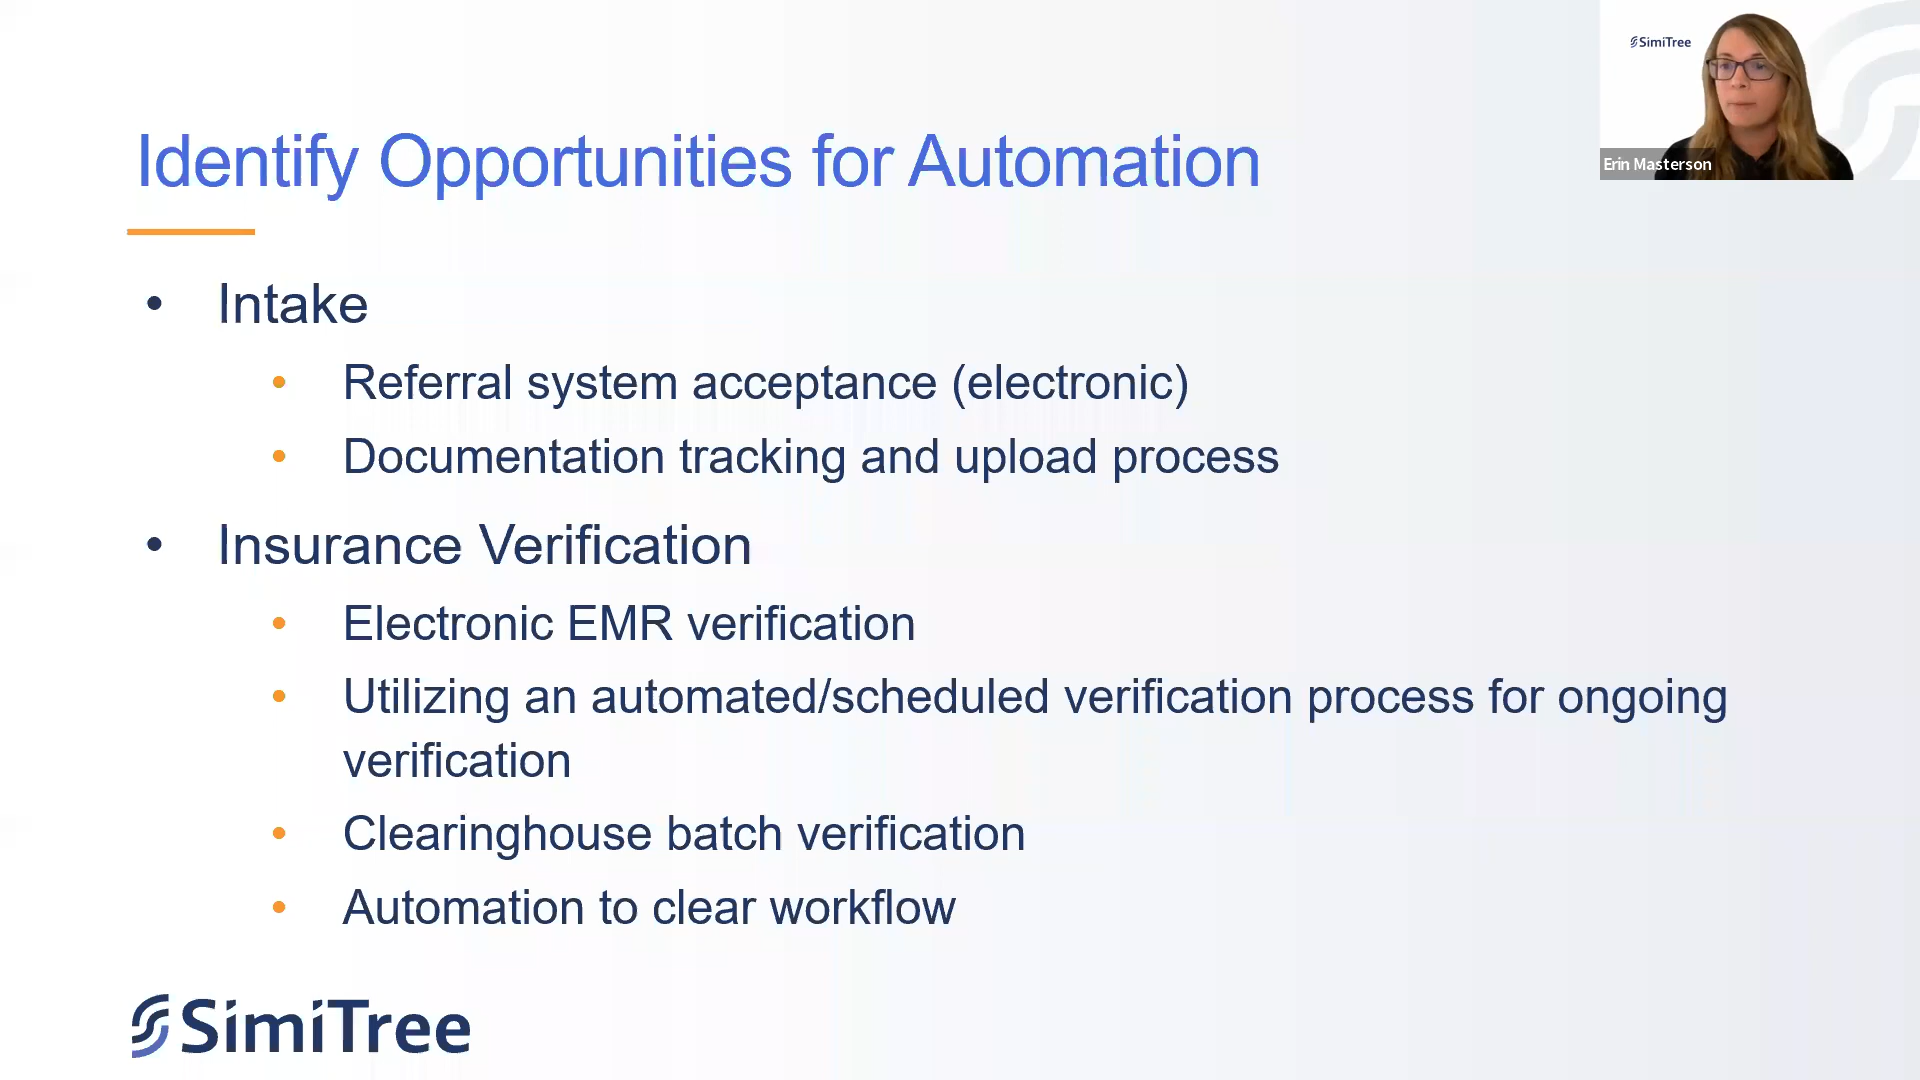 SimiTree
Erin Masterson
Identify Opportunities for Automation
• Intake
• Referral system acceptance (electronic)
• Documentation tracking and upload process
• Insurance Verification
• Electronic EMR verification
• Utilizing an automated/scheduled verification process for ongoing
verification
• Clearinghouse batch verification
• Automation to clear workflow
SimiTree